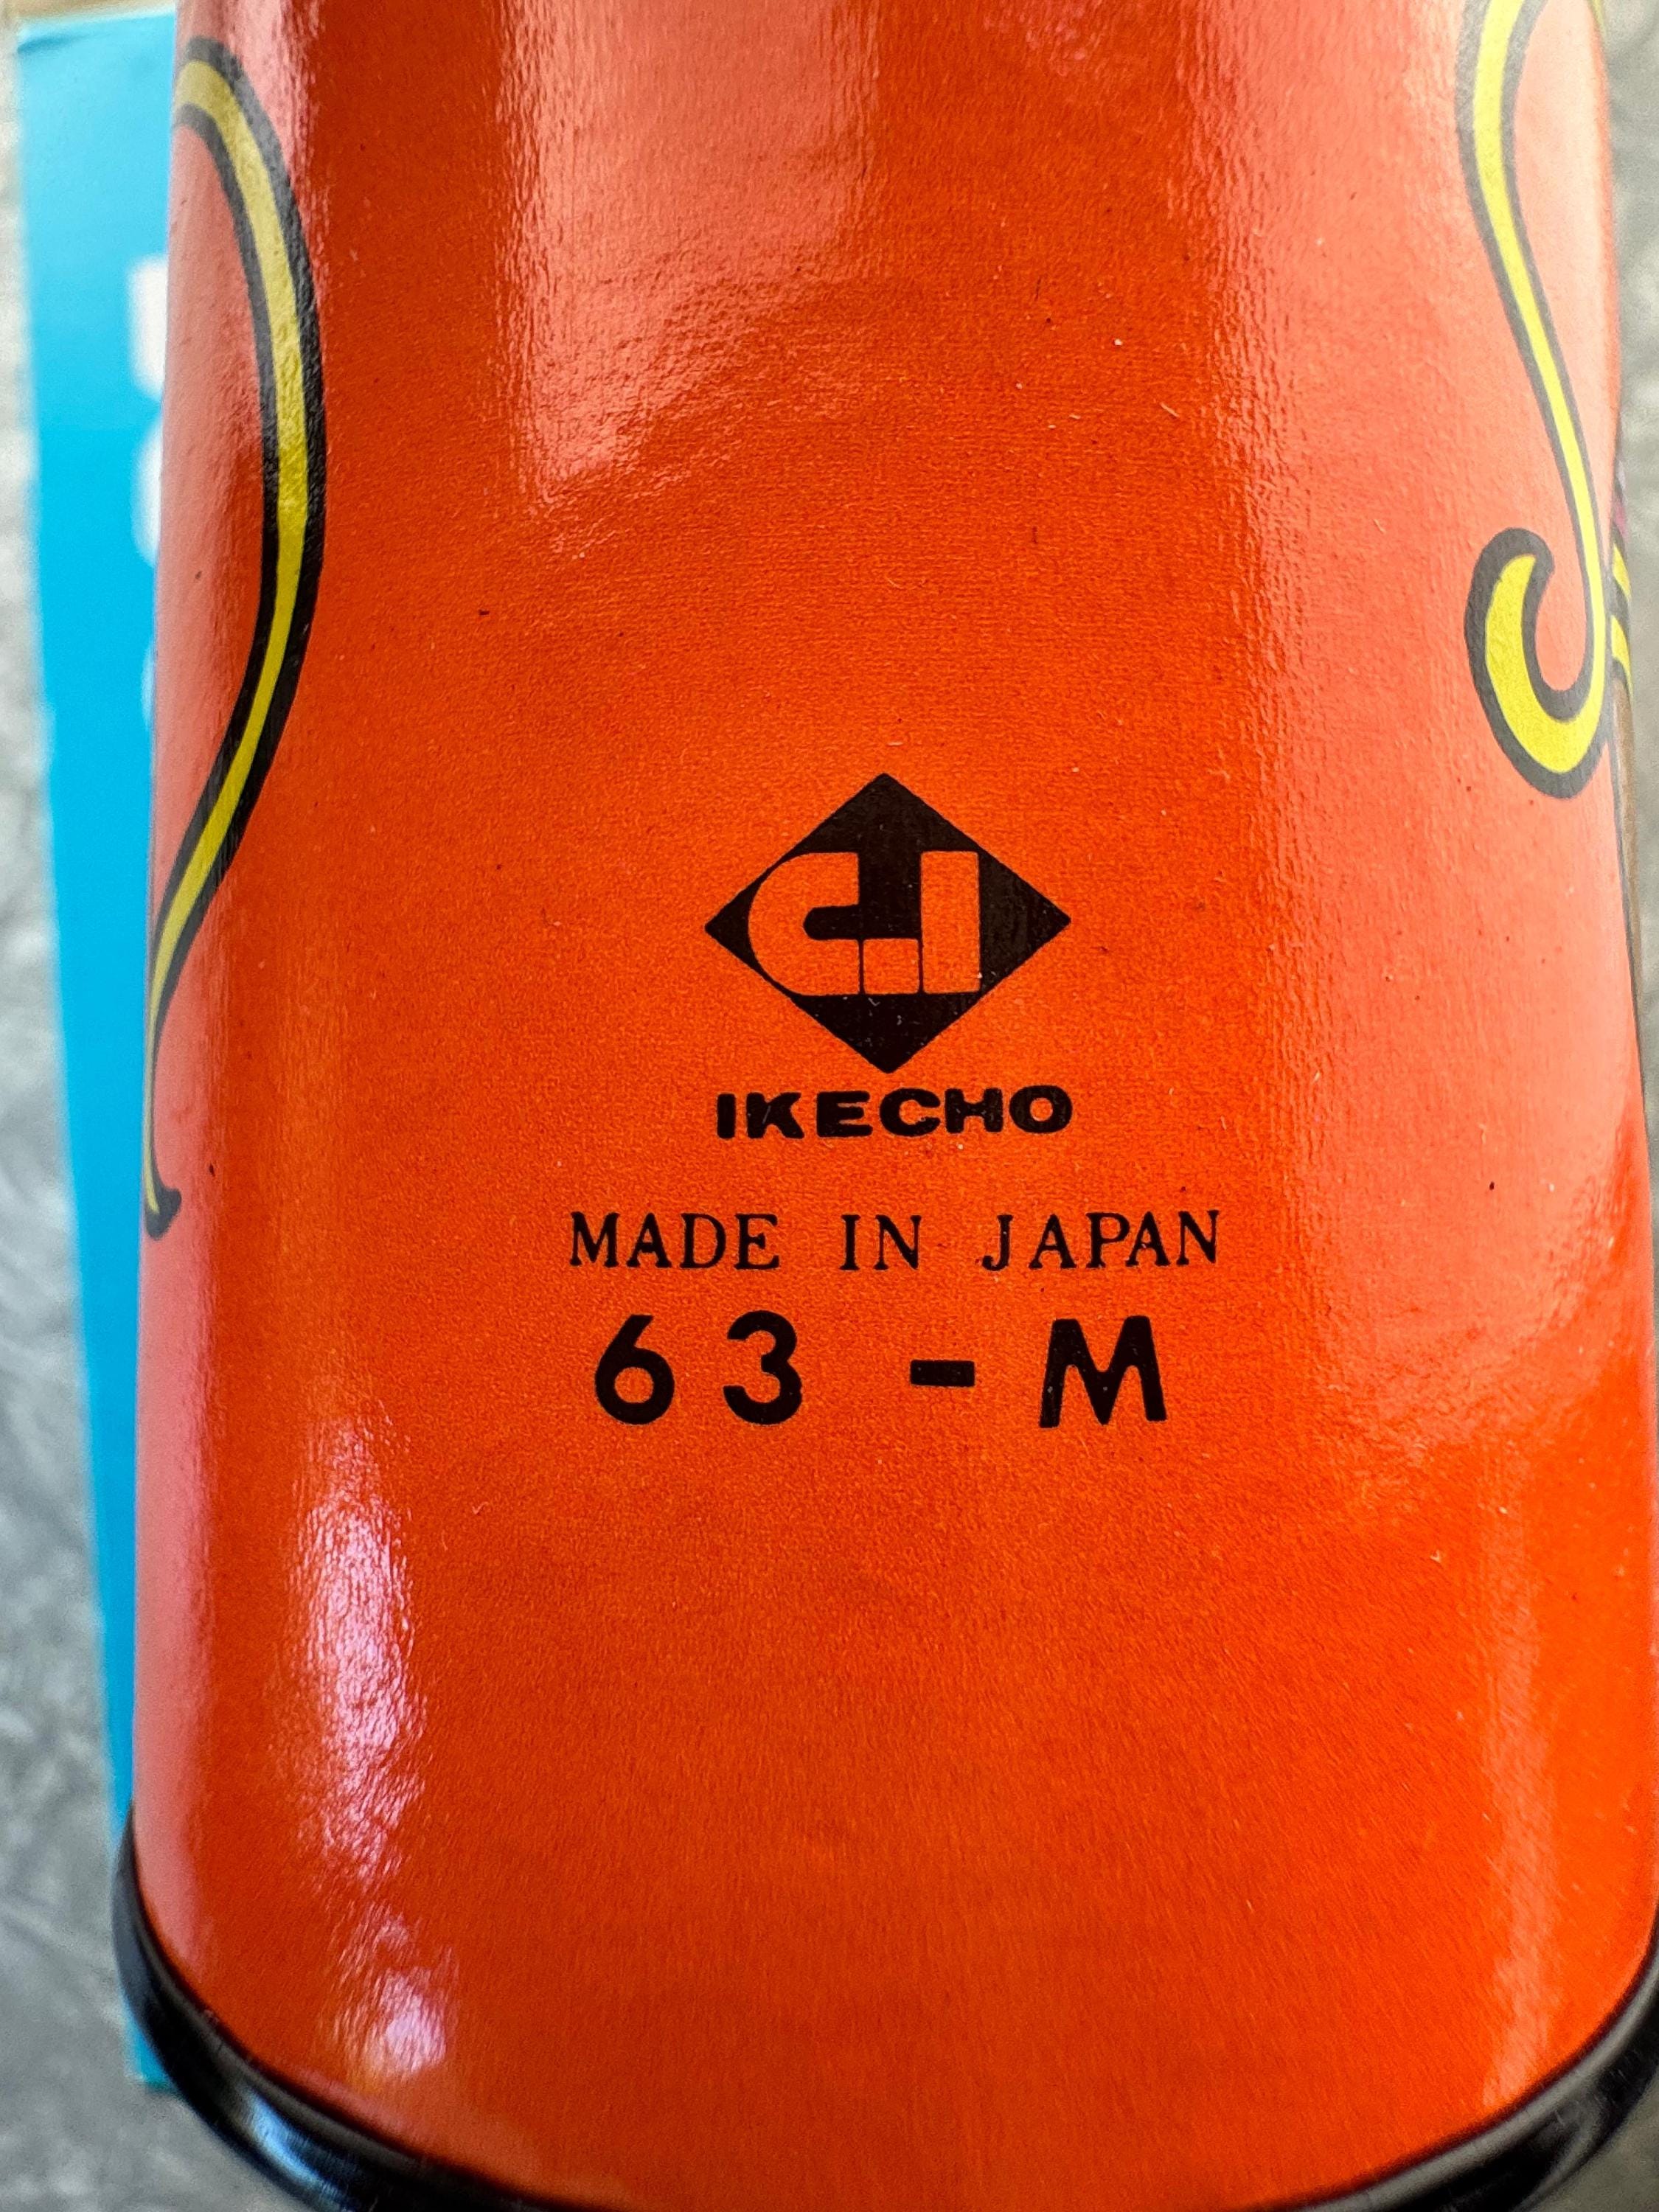 C.I
IKECHO
MADE IN JAPAN
63 - M